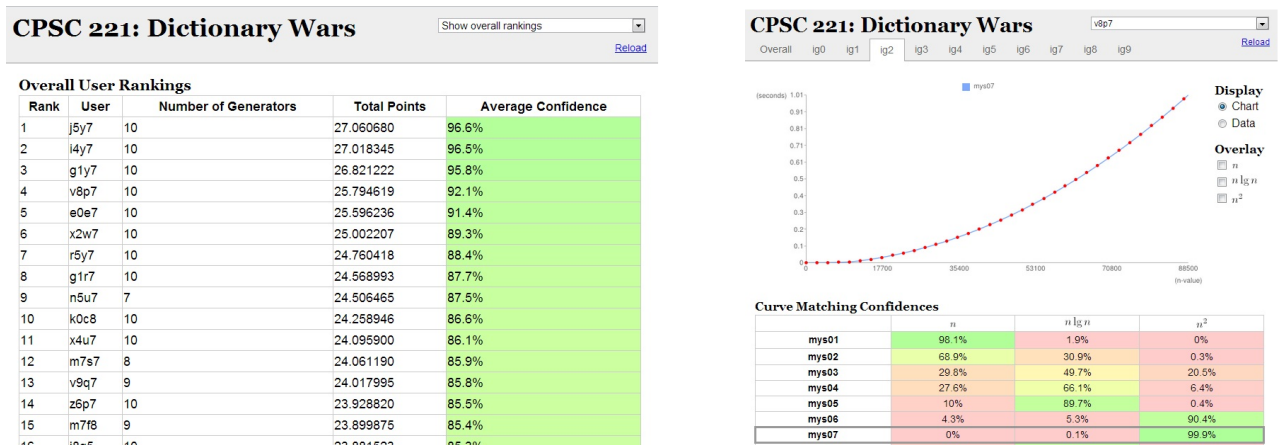 CPSC 221: Dictionary Wars
Show overall rankings
Reload
Overall User Rankings
Rank User Number of Generators Total Points Average Confidence
1 j5y7 10 27.060680 96.6%
2 i4y7 10 27.018345 96.5%
3 g1y7 10 26.821222 95.8%
4 v8p7 10 25.794619 92.1%
5 e0e7 10 25.596236 91.4%
6 x2w7 10 25.002207 89.3%
7 r5y7 10 24.760418 88.4%
8 g1r7 10 24.568993 87.7%
9 n5u7 7 24.506465 87.5%
10 k0c8 10 24.258946 86.6%
11 x4u7 10 24.095900 86.1%
12 m7s7 8 24.061190 85.9%
13 v9q7 9 24.017995 85.8%
14 z6p7 10 23.928820 85.5%
15 m7f8 9 23.899875 85.4%
CPSC 221: Dictionary Wars
v8p7
Reload
Overall ig0 ig1 ig2 ig3 ig4 ig5 ig6 ig7 ig8 ig9
mys07
(seconds) 1.01
0.91
0.81
0.71
0.61
0.5
0.4
0.3
0.2
0.1
0
0 17700 35400 53100 70800 88500
(n-value)
Display
Chart
Data
Overlay
n
n lg n
n²
Curve Matching Confidences
n n lg n n²
mys01 98.1% 1.9% 0%
mys02 68.9% 30.9% 0.3%
mys03 29.8% 49.7% 20.5%
mys04 27.6% 66.1% 6.4%
mys05 10% 89.7% 0.4%
mys06 4.3% 5.3% 90.4%
mys07 0% 0.1% 99.9%